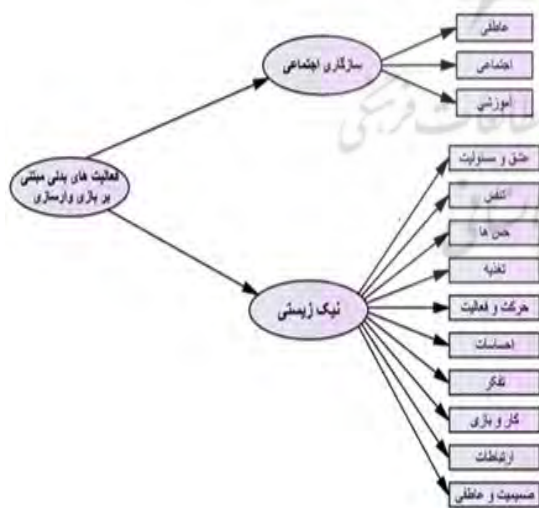 عاطفی
سازگاری اجتماعی
اجتماعی
آموزشی
عشق و مسئولیت
فعالیت های بدنی مبتنی
بر بازی وارسازی
تنفس
حس ها
تغذیه
نیک زیستی
حرکت و فعالیت
احساسات
تفکر
کار و بازی
ارتباطات
صمیمیت و عاطفی